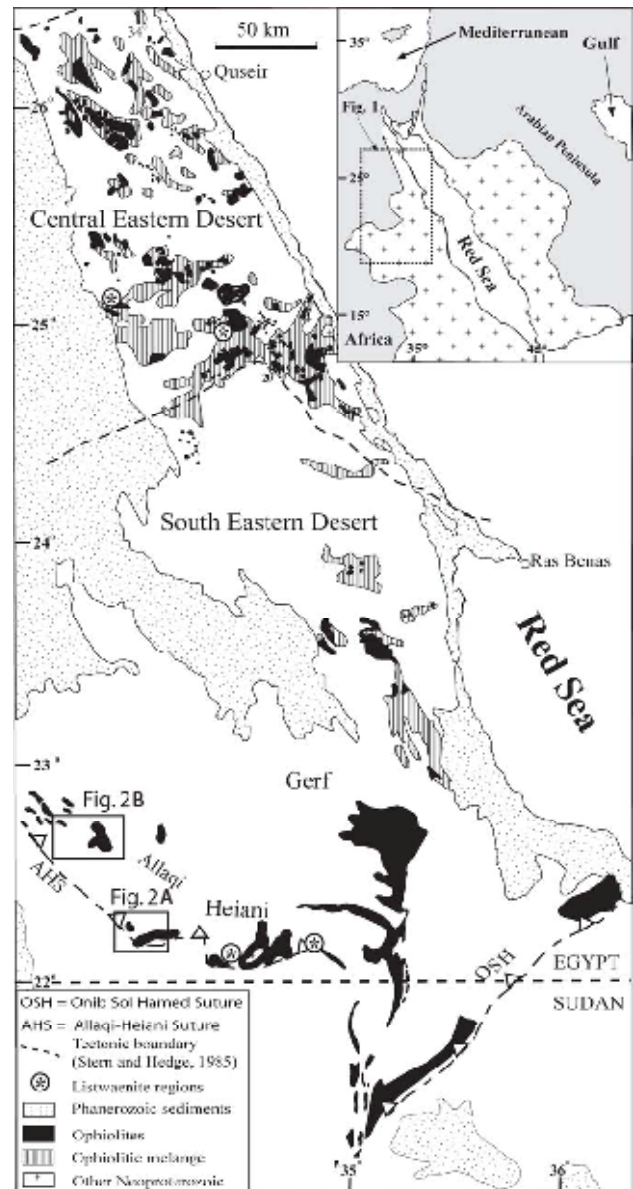 34°
50 km
Quseir
26°
Central Eastern Desert
25°
South Eastern Desert
24°
Ras Benas
Red Sea
23°
Gerf
Fig. 2B
Allaqi
AHS
Fig. 2A
Heiani
22°
OSH
EGYPT
SUDAN
35°
36°
35°
Mediterranean
Gulf
Fig. 1
Arabian Peninsula
25°
Red Sea
15°
Africa
35°
OSH = Onib Sol Hamed Suture
AHS = Allaqi-Heiani Suture
Tectonic boundary
(Stern and Hedge, 1985)
Listwaenite regions
Phanerozoic sediments
Ophiolites
Ophiolitic melange
Other Neoproterozoic